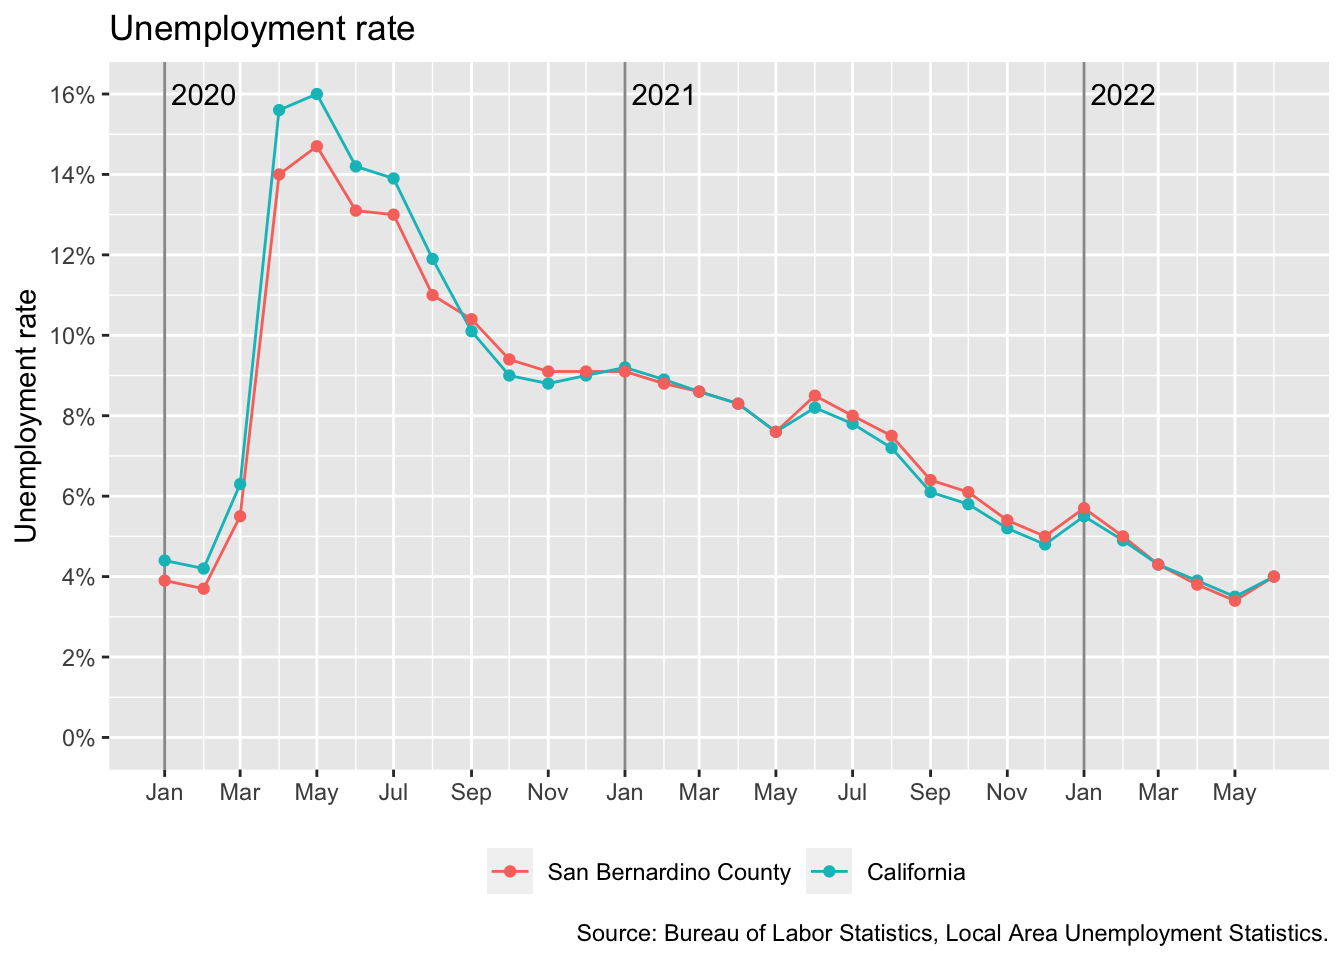 Unemployment rate
2020 2021 2022
16%
14%
12%
10%
8%
6%
4%
2%
0%
Unemployment rate
Jan Mar May Jul Sep Nov Jan Mar May Jul Sep Nov Jan Mar May
San Bernardino County California
Source: Bureau of Labor Statistics, Local Area Unemployment Statistics.